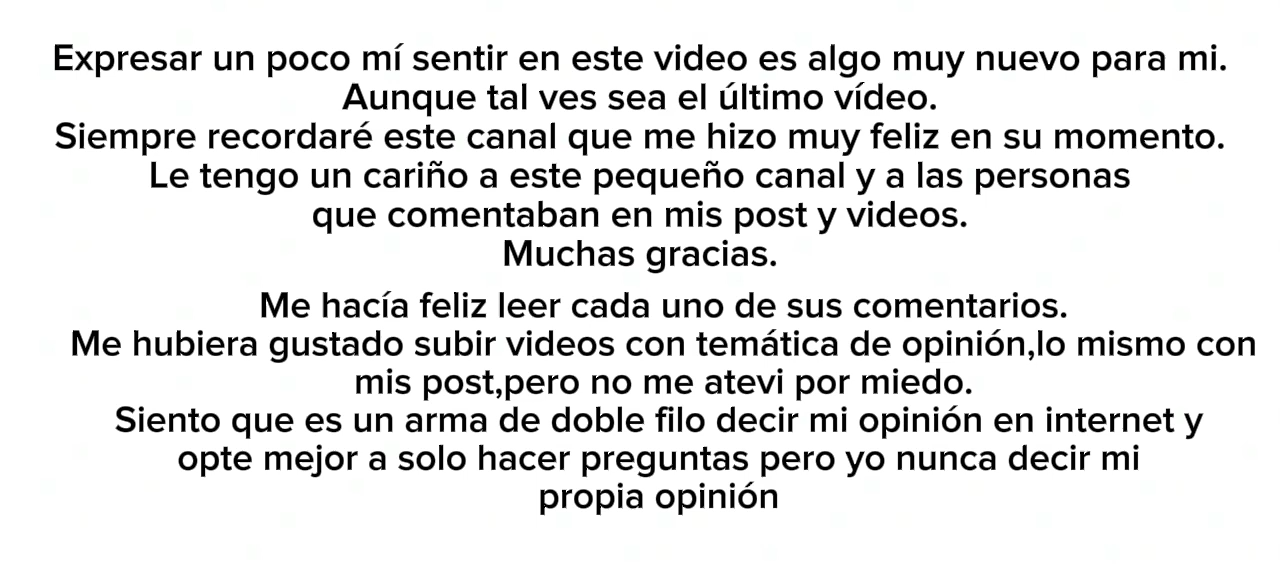 Expresar un poco mí sentir en este video es algo muy nuevo para mi.
Aunque tal ves sea el último vídeo.
Siempre recordaré este canal que me hizo muy feliz en su momento.
Le tengo un cariño a este pequeño canal y a las personas
que comentaban en mis post y videos.
Muchas gracias.
Me hacía feliz leer cada uno de sus comentarios.
Me hubiera gustado subir videos con temática de opinión,lo mismo con
mis post,pero no me atevi por miedo.
Siento que es un arma de doble filo decir mi opinión en internet y
opte mejor a solo hacer preguntas pero yo nunca decir mi
propia opinión